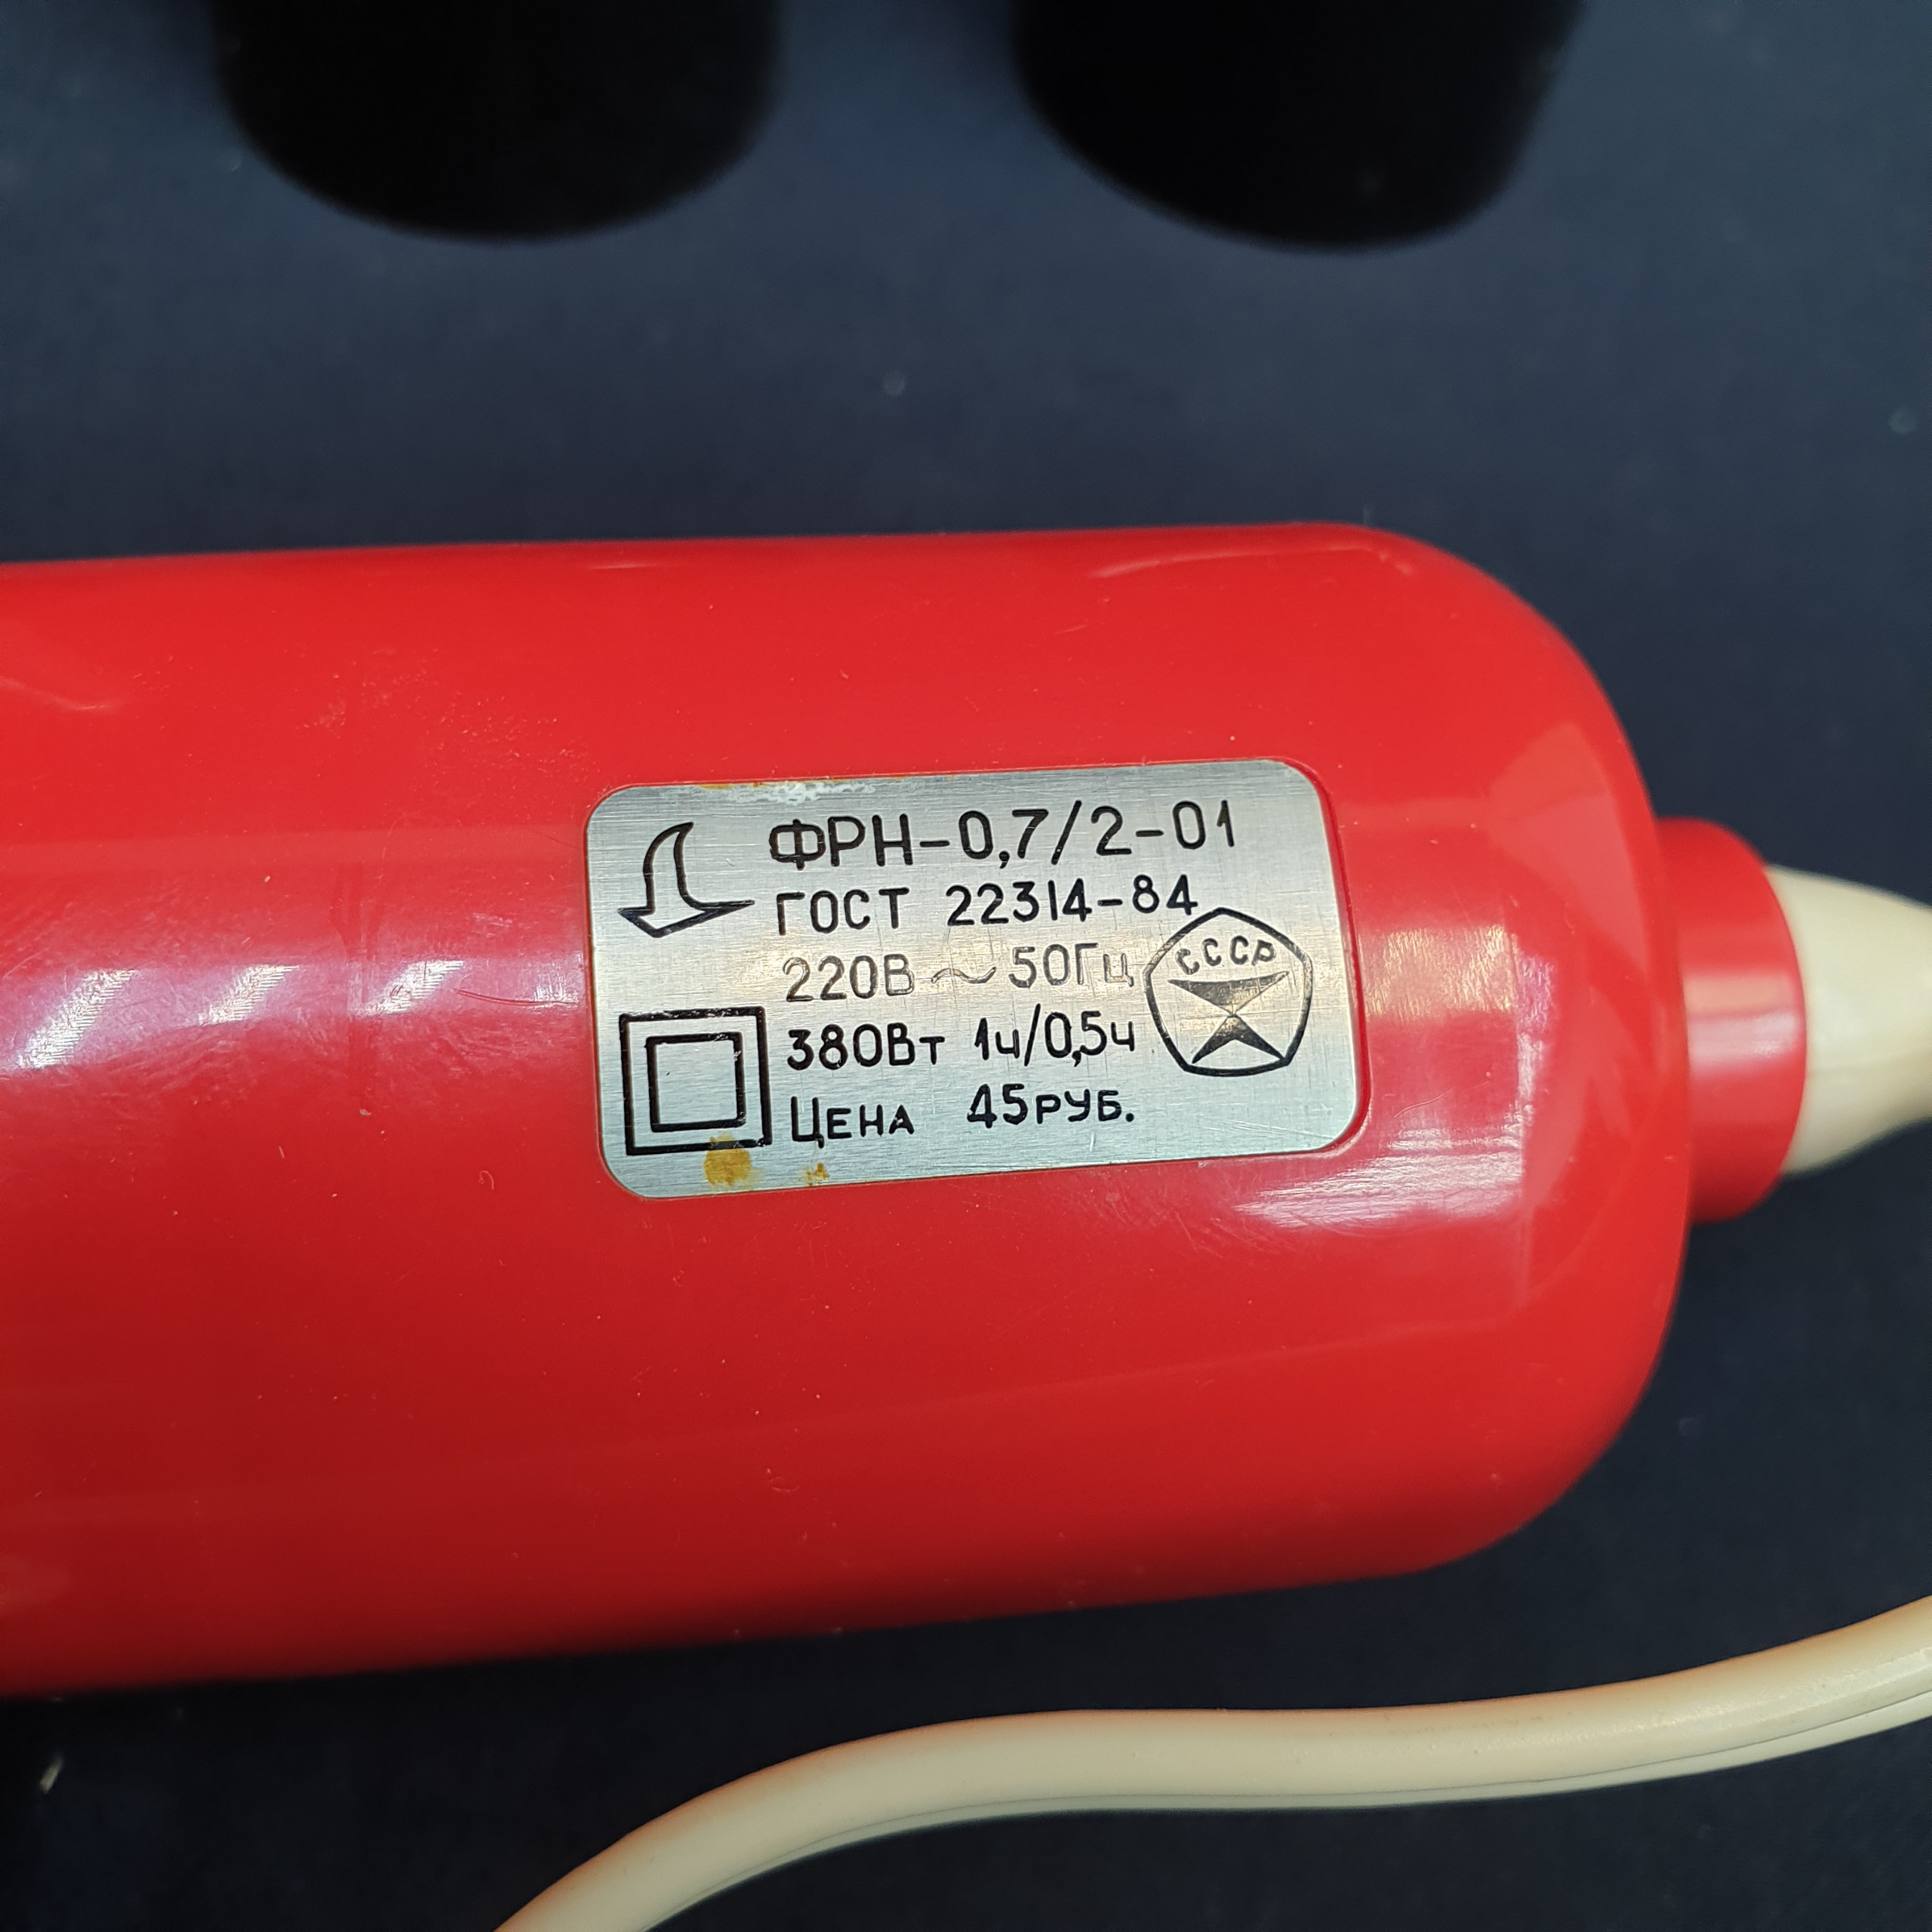 ФРН-0,7/2-01
ГОСТ 22314-84
220В ~ 50Гц
СССР
380Вт 1ч/0,5ч
ЦЕНА 45РУБ.